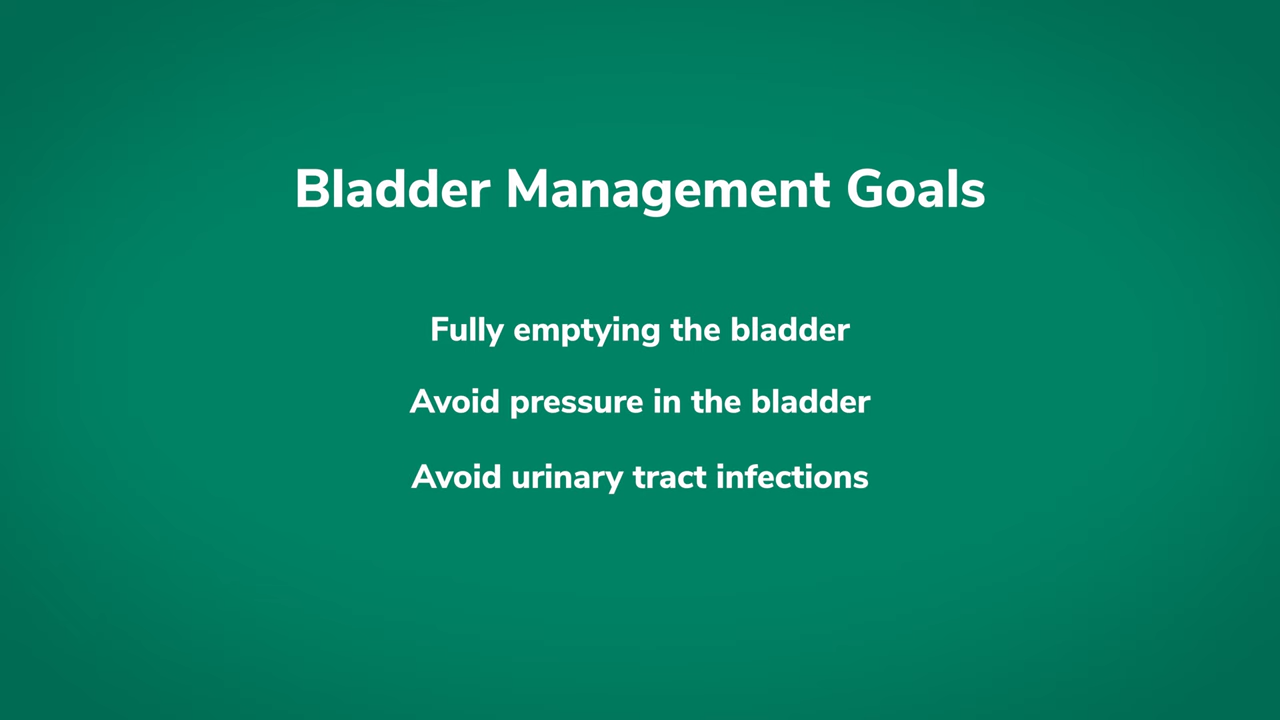 Bladder Management Goals
Fully emptying the bladder
Avoid pressure in the bladder
Avoid urinary tract infections